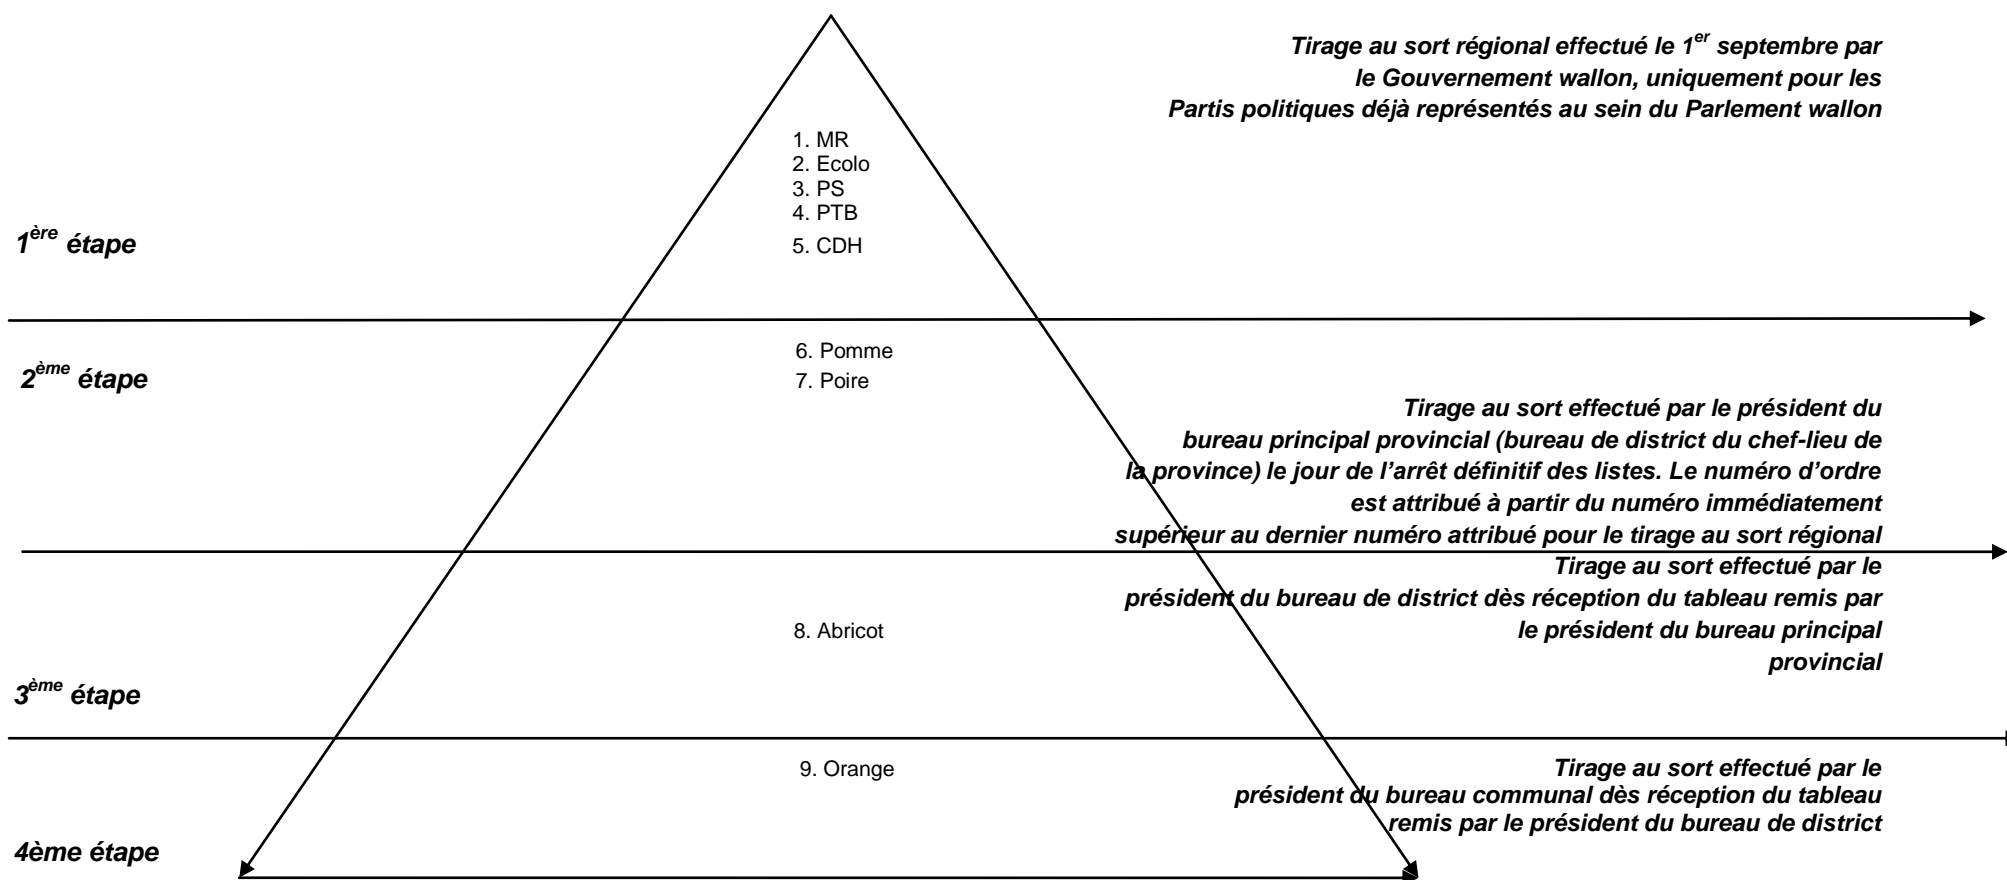 Tirage au sort régional effectué le 1er septembre par
le Gouvernement wallon, uniquement pour les
Partis politiques déjà représentés au sein du Parlement wallon
1. MR
2. Ecolo
3. PS
4. PTB
5. CDH
1ère étape
6. Pomme
7. Poire
2ème étape
Tirage au sort effectué par le président du
bureau principal provincial (bureau de district du chef-lieu de
la province) le jour de l'arrêt définitif des listes. Le numéro d'ordre
est attribué à partir du numéro immédiatement
supérieur au dernier numéro attribué pour le tirage au sort régional
Tirage au sort effectué par le
président du bureau de district dès réception du tableau remis par
le président du bureau principal
provincial
8. Abricot
3ème étape
9. Orange
Tirage au sort effectué par le
président du bureau communal dès réception du tableau
remis par le président du bureau de district
4ème étape